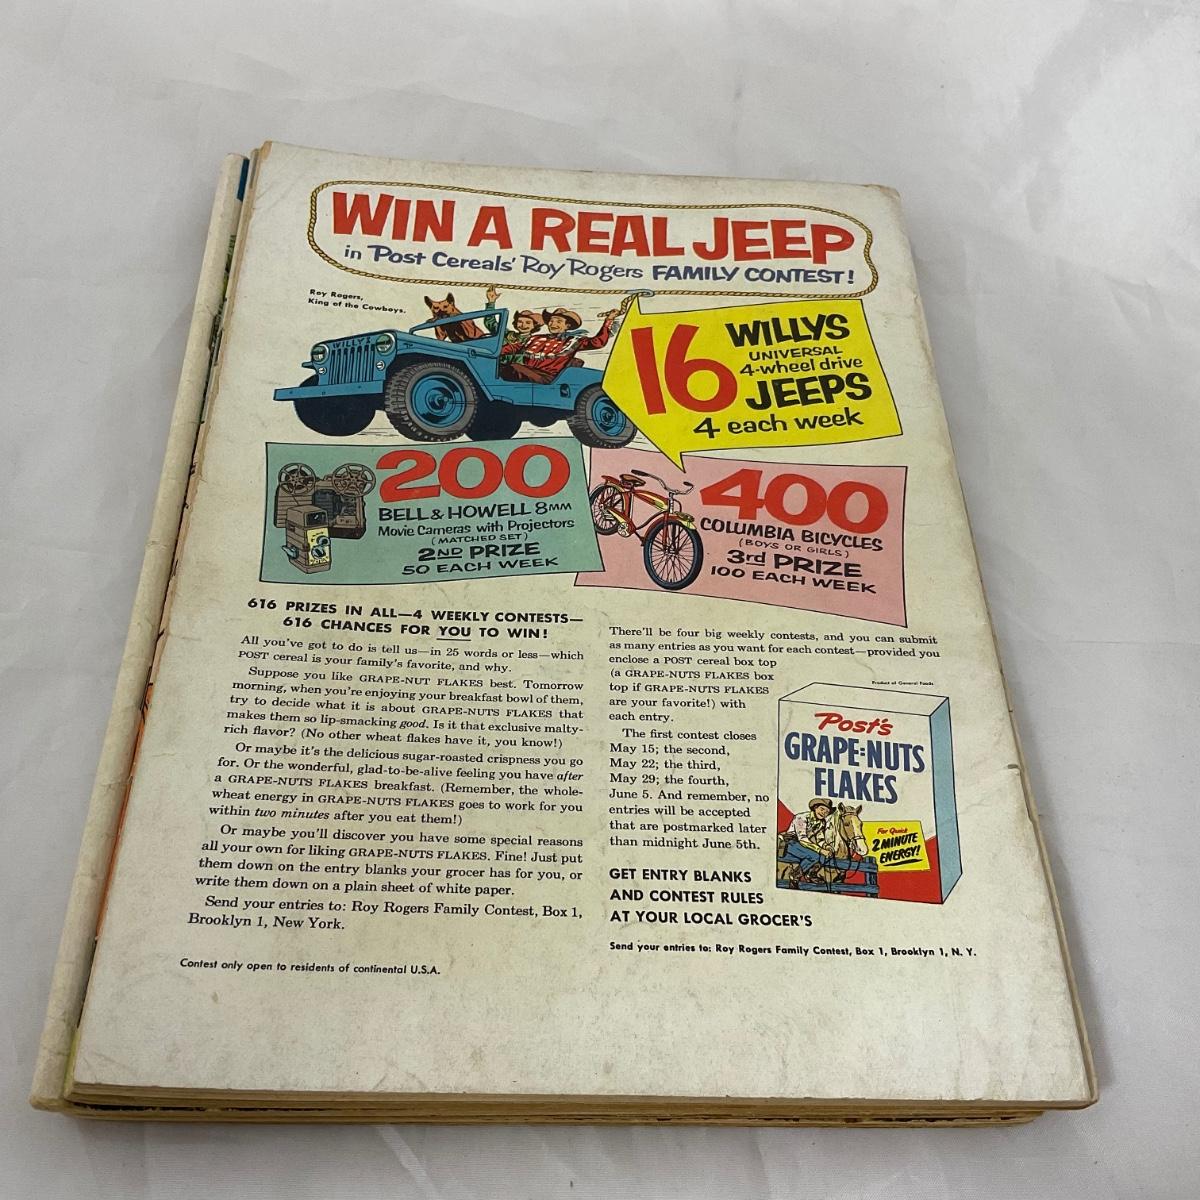 WIN A REAL JEEP
in Post Cereals' Roy Rogers FAMILY CONTEST!
Roy Rogers,
King of the Cowboys.
WILLYS
16
WILLYS
UNIVERSAL
4-wheel drive
JEEPS
4 each week
200
BELL & HOWELL 8MM
Movie Cameras with Projectors
(MATCHED SET)
2ND PRIZE
50 EACH WEEK
400
COLUMBIA BICYCLES
(BOYS OR GIRLS)
3rd PRIZE
100 EACH WEEK
616 PRIZES IN ALL—4 WEEKLY CONTESTS—
616 CHANCES FOR YOU TO WIN!
All you've got to do is tell us—in 25 words or less—which
POST cereal is your family's favorite, and why.
Suppose you like GRAPE-NUT FLAKES best. Tomorrow
morning, when you're enjoying your breakfast bowl of them,
try to decide what it is about GRAPE-NUTS FLAKES that
makes them so lip-smacking good. Is it that exclusive malty-
rich flavor? (No other wheat flakes have it, you know!)
Or maybe it's the delicious sugar-roasted crispness you go
for. Or the wonderful, glad-to-be-alive feeling you have after
a GRAPE-NUTS FLAKES breakfast. (Remember, the whole-
wheat energy in GRAPE-NUTS FLAKES goes to work for you
within two minutes after you eat them!)
Or maybe you'll discover you have some special reasons
all your own for liking GRAPE-NUTS FLAKES. Fine! Just put
them down on the entry blanks your grocer has for you, or
write them down on a plain sheet of white paper.
Send your entries to: Roy Rogers Family Contest, Box 1,
Brooklyn 1, New York.
Contest only open to residents of continental U.S.A.
There'll be four big weekly contests, and you can submit
as many entries as you want for each contest—provided you
enclose a POST cereal box top
(a GRAPE-NUTS FLAKES box
top if GRAPE-NUTS FLAKES
are your favorite!) with
each entry.
The first contest closes
May 15; the second,
May 22; the third,
May 29; the fourth,
June 5. And remember, no
entries will be accepted
that are postmarked later
than midnight June 5th.
Product of General Foods
Post's
GRAPE-NUTS
FLAKES
For Quick
2 MINUTE
ENERGY!
GET ENTRY BLANKS
AND CONTEST RULES
AT YOUR LOCAL GROCER'S
Send your entries to: Roy Rogers Family Contest, Box 1, Brooklyn 1, N. Y.